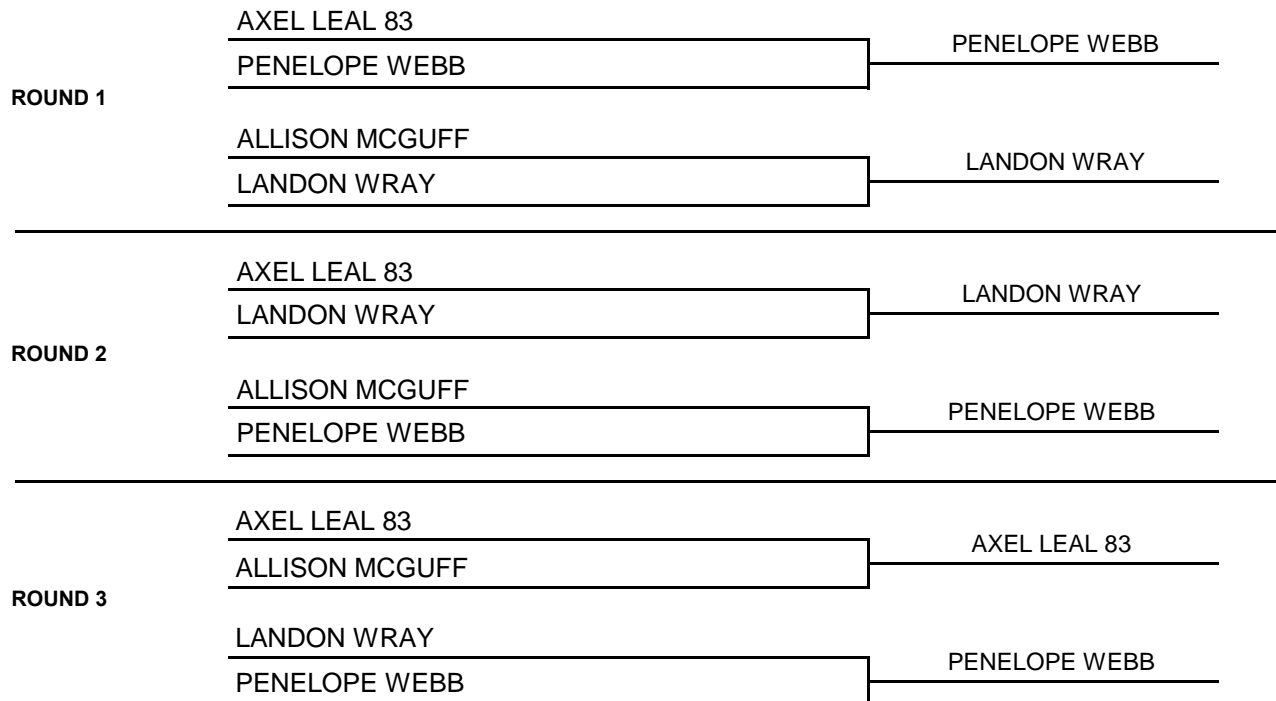 AXEL LEAL 83
PENELOPE WEBB
PENELOPE WEBB
ROUND 1
ALLISON MCGUFF
LANDON WRAY
LANDON WRAY
AXEL LEAL 83
LANDON WRAY
LANDON WRAY
ROUND 2
ALLISON MCGUFF
PENELOPE WEBB
PENELOPE WEBB
AXEL LEAL 83
ALLISON MCGUFF
AXEL LEAL 83
ROUND 3
LANDON WRAY
PENELOPE WEBB
PENELOPE WEBB